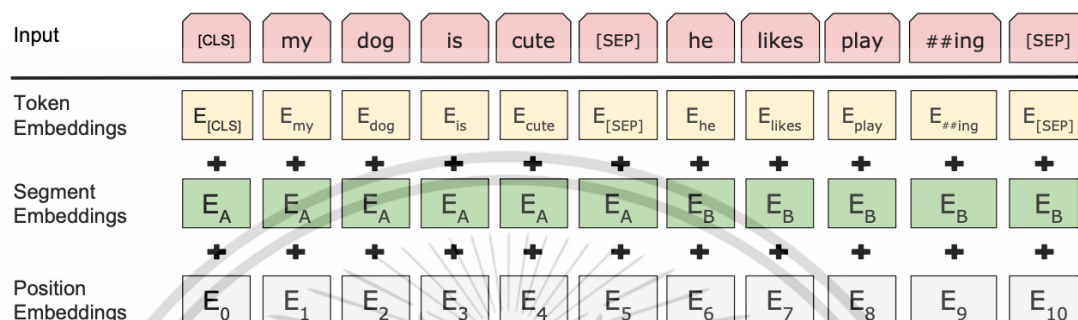 Input [CLS] my dog is cute [SEP] he likes play ##ing [SEP]
Token Embeddings E[CLS] Emy Edog Eis Ecute E[SEP] Ehe Elikes Eplay E##ing E[SEP]
+ + + + + + + + + + +
Segment Embeddings EA EA EA EA EA EA EB EB EB EB EB
+ + + + + + + + + + +
Position Embeddings E0 E1 E2 E3 E4 E5 E6 E7 E8 E9 E10